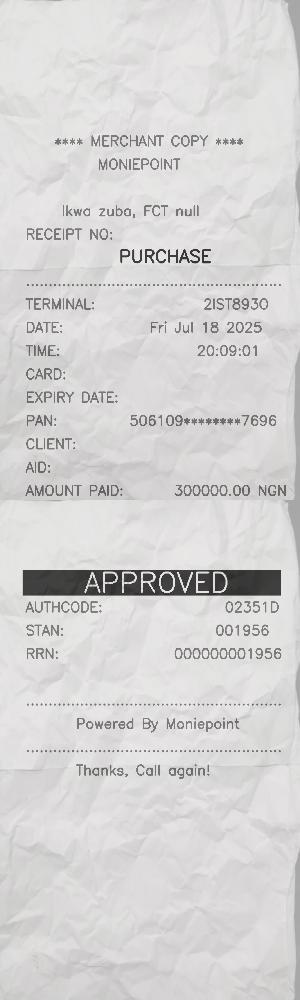 **** MERCHANT COPY ****
MONIEPOINT
Ikwa zuba, FCT null
RECEIPT NO:
PURCHASE
TERMINAL: 2IST8930
DATE: Fri Jul 18 2025
TIME: 20:09:01
CARD:
EXPIRY DATE:
PAN: 506109********7696
CLIENT:
AID:
AMOUNT PAID: 300000.00 NGN
APPROVED
AUTHCODE: 02351D
STAN: 001956
RRN: 000000001956
Powered By Moniepoint
Thanks, Call again!